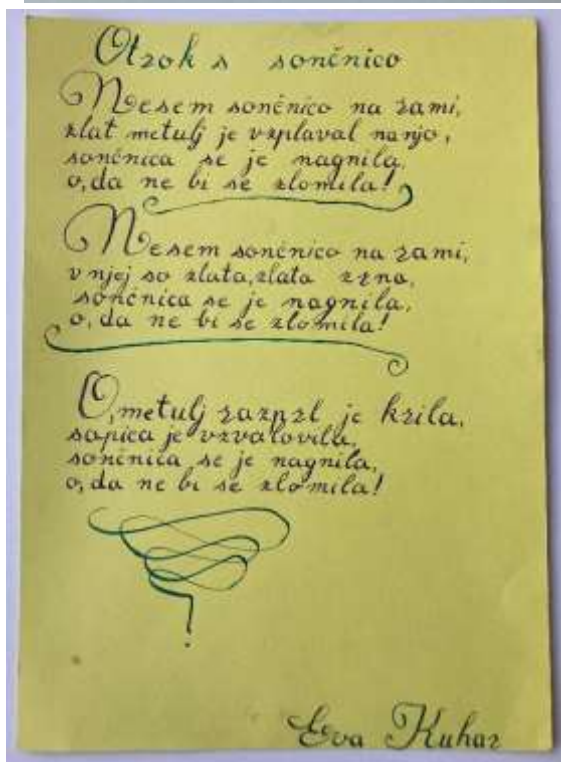 Otrok s sončnico
Nesem sončnico na rami,
zlat metulj je vzplaval nanjo,
sončnica se je nagnila,
o, da ne bi se zlomila!
Nesem sončnico na rami,
v njej so zlata, zlata zrna,
sončnica se je nagnila,
o, da ne bi se zlomila!
O, metulj razprl je krila,
sapica je vzvalovila,
sončnica se je nagnila,
o, da ne bi se zlomila!
Eva Kuhar